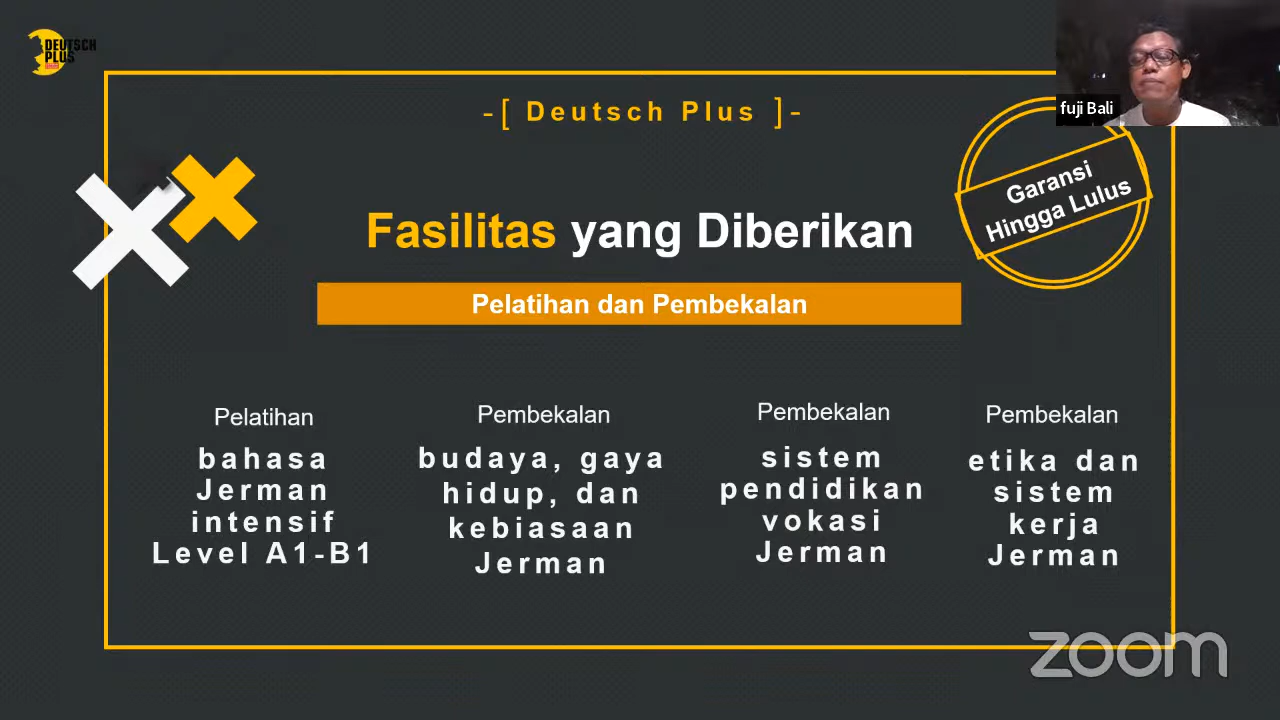 DEUTSCH
PLUS
-[ Deutsch Plus ]-
fuji Bali
Garansi
Hingga Lulus
Fasilitas yang Diberikan
Pelatihan dan Pembekalan
Pelatihan
bahasa
Jerman
intensif
Level A1-B1
Pembekalan
budaya, gaya
hidup, dan
kebiasaan
Jerman
Pembekalan
sistem
pendidikan
vokasi
Jerman
Pembekalan
etika dan
sistem
kerja
Jerman
zoom